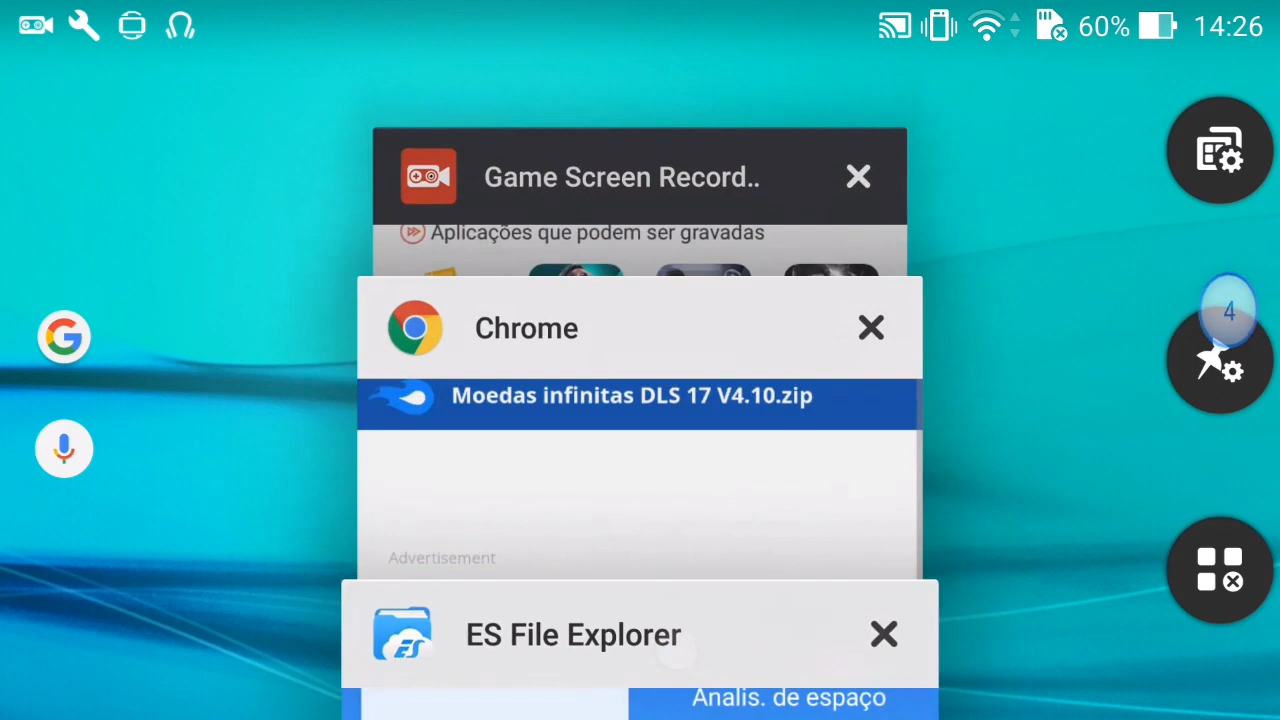 60% 14:26
Game Screen Record..
Aplicações que podem ser gravadas
Chrome
4
Moedas infinitas DLS 17 V4.10.zip
Advertisement
ES File Explorer
Analis. de espaço